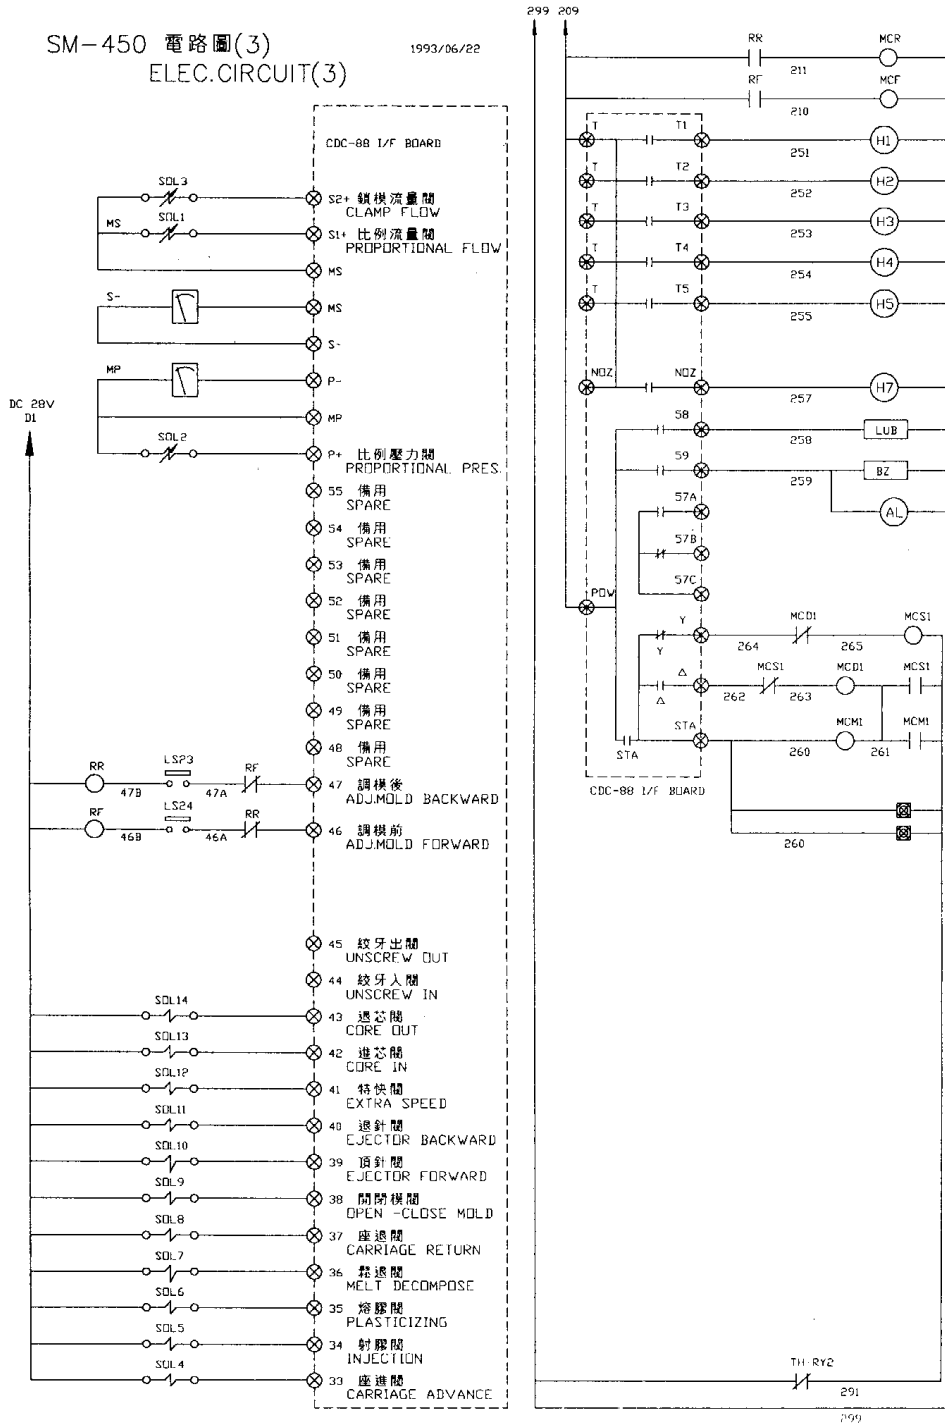 SM-450 電路圖(3)
ELEC.CIRCUIT(3)
1993/06/22
CDC-88 I/F BOARD
SOL3
S2+ 鎖模流量閥
CLAMP FLOW
MS
SOL1
S1+ 比例流量閥
PROPORTIONAL FLOW
MS
S-
MS
S-
MP
P-
MP
DC 28V
D1
SOL2
P+ 比例壓力閥
PROPORTIONAL PRES.
55 備用
SPARE
54 備用
SPARE
53 備用
SPARE
52 備用
SPARE
51 備用
SPARE
50 備用
SPARE
49 備用
SPARE
48 備用
SPARE
RR
47B
LS23
47A
RF
47 調模後
ADJ.MOLD BACKWARD
RF
46B
LS24
46A
RR
46 調模前
ADJ.MOLD FORWARD
45 絞牙出閥
UNSCREW OUT
44 絞牙入閥
UNSCREW IN
SOL14
43 退芯閥
CORE OUT
SOL13
42 進芯閥
CORE IN
SOL12
41 特快閥
EXTRA SPEED
SOL11
40 退針閥
EJECTOR BACKWARD
SOL10
39 頂針閥
EJECTOR FORWARD
SOL9
38 開閉模閥
OPEN -CLOSE MOLD
SOL8
37 座退閥
CARRIAGE RETURN
SOL7
36 鬆退閥
MELT DECOMPOSE
SOL6
35 熔膠閥
PLASTICIZING
SOL5
34 射膠閥
INJECTION
SOL4
33 座進閥
CARRIAGE ADVANCE
299 209
RR
211
MCR
RF
210
MCF
T T1
251
H1
T T2
252
H2
T T3
253
H3
T T4
254
H4
T T5
255
H5
NOZ NOZ
257
H7
58
258
LUB
59
259
BZ
57A
AL
57B
57C
POW
Y
Y
264
MCD1
265
MCS1
△
△
262
MCS1
263
MCD1
MCS1
STA
STA
260
MCM1
261
MCM1
CDC-88 I/F BOARD
260
TH-RY2
291
299